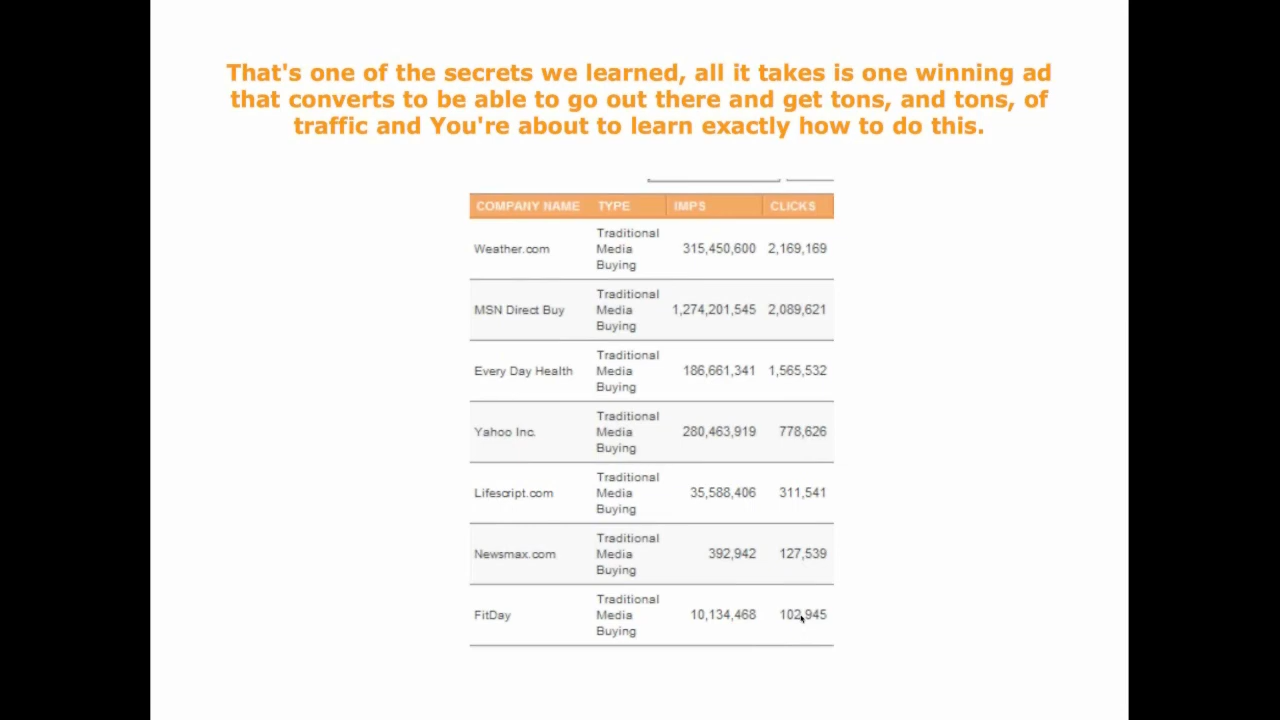 That's one of the secrets we learned, all it takes is one winning ad
that converts to be able to go out there and get tons, and tons, of
traffic and You're about to learn exactly how to do this.
COMPANY NAME TYPE IMPS CLICKS
Weather.com Traditional Media Buying 315,450,600 2,169,169
MSN Direct Buy Traditional Media Buying 1,274,201,545 2,089,621
Every Day Health Traditional Media Buying 186,661,341 1,565,532
Yahoo Inc. Traditional Media Buying 280,463,919 778,626
Lifescript.com Traditional Media Buying 35,588,406 311,541
Newsmax.com Traditional Media Buying 392,942 127,539
FitDay Traditional Media Buying 10,134,468 102,945